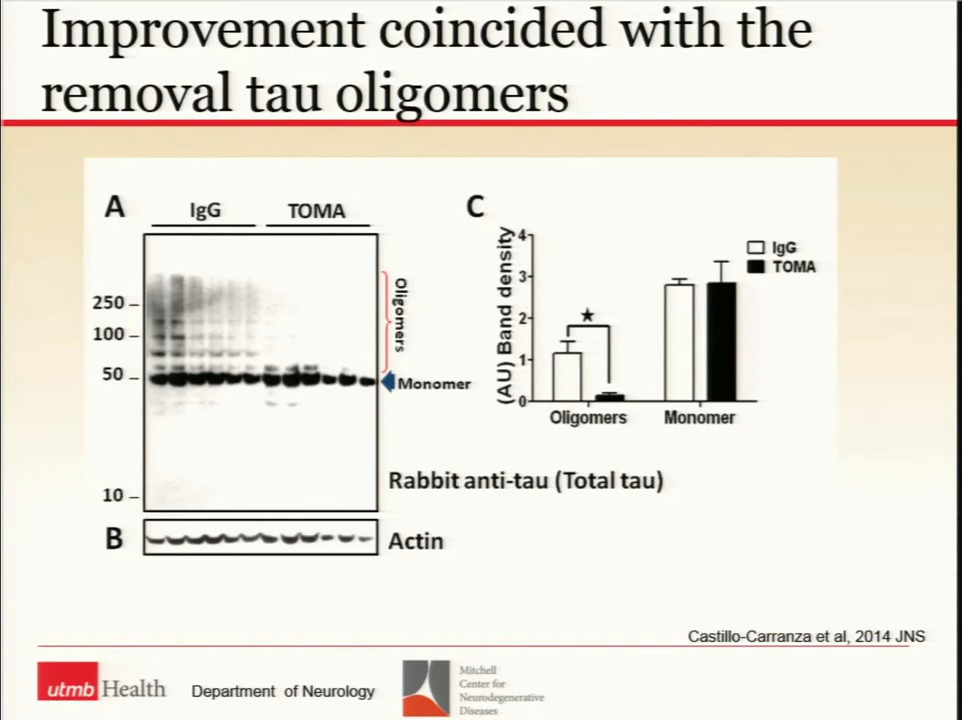 Improvement coincided with the
removal tau oligomers
A
IgG
TOMA
250
100
50
10
Oligomers
Monomer
Rabbit anti-tau (Total tau)
B
Actin
C
(AU) Band density
4
3
2
1
0
★
IgG
TOMA
Oligomers
Monomer
Castillo-Carranza et al, 2014 JNS
utmb Health
Department of Neurology
Mitchell
Center for
Neurodegenerative
Diseases